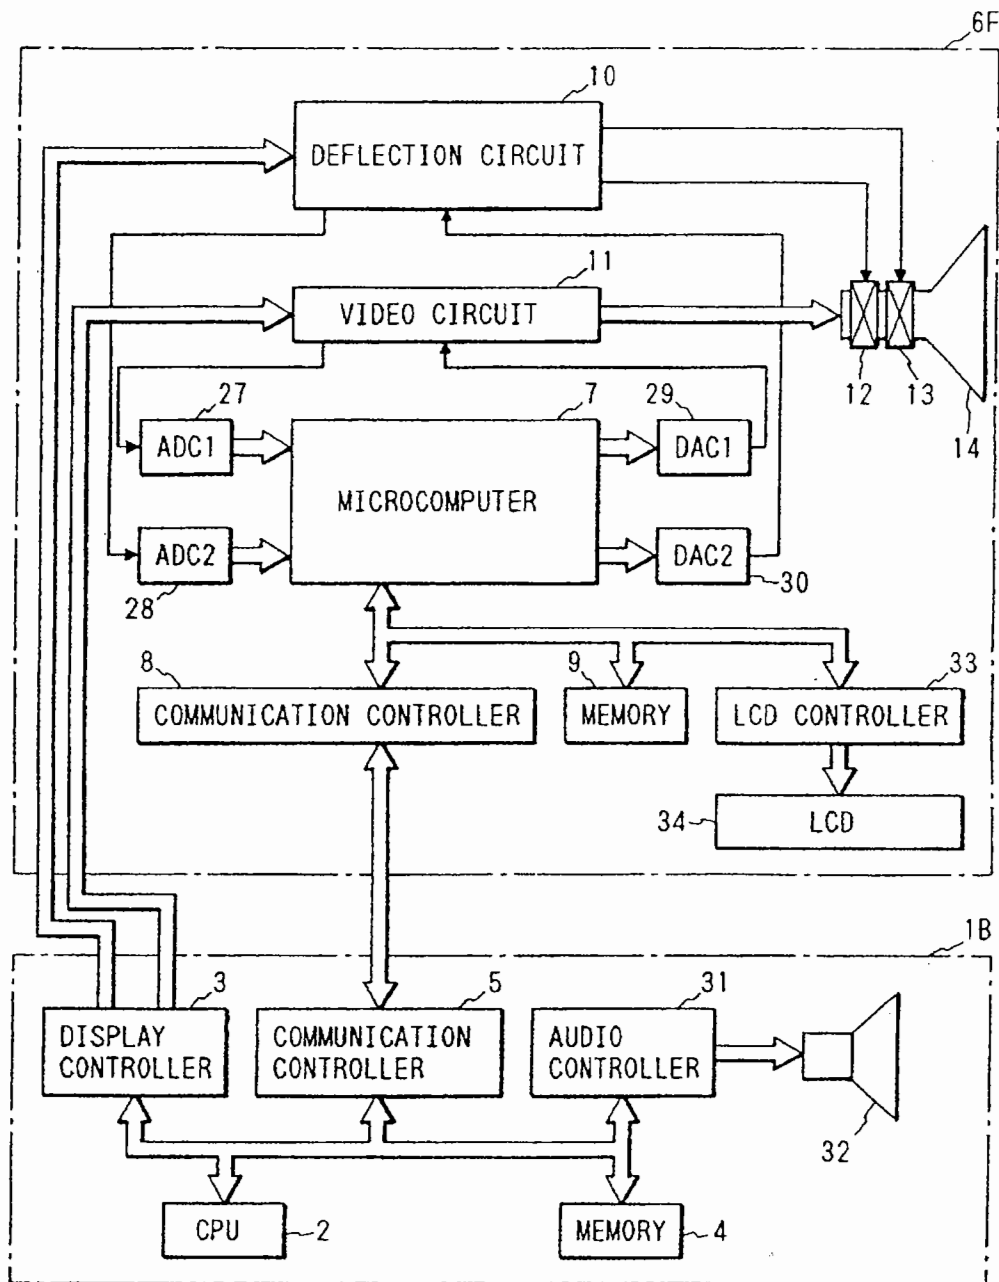 6F
10
DEFLECTION CIRCUIT
11
VIDEO CIRCUIT
12
13
14
27
7
29
ADC1
DAC1
MICROCOMPUTER
ADC2
DAC2
28
30
8
9
33
COMMUNICATION CONTROLLER
MEMORY
LCD CONTROLLER
34
LCD
1B
3
5
31
DISPLAY
CONTROLLER
COMMUNICATION
CONTROLLER
AUDIO
CONTROLLER
32
CPU
2
MEMORY
4